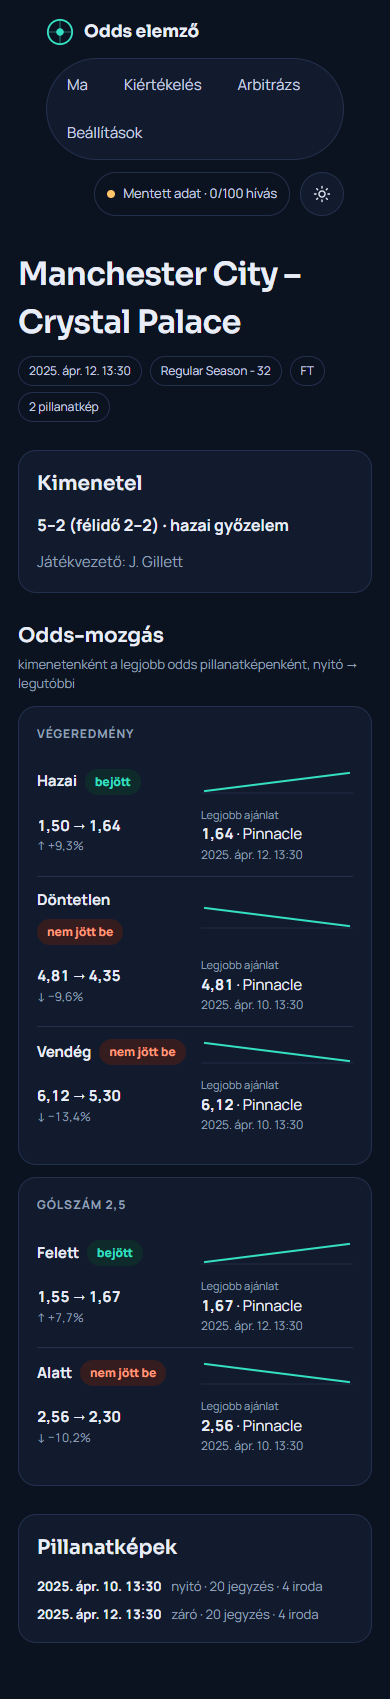 Odds elemző
Ma Kiértékelés Arbitrázs
Beállítások
Mentett adat · 0/100 hívás
Manchester City –
Crystal Palace
2025. ápr. 12. 13:30 Regular Season - 32 FT
2 pillanatkép
Kimenetel
5–2 (félidő 2–2) · hazai győzelem
Játékvezető: J. Gillett
Odds-mozgás
kimenetenként a legjobb odds pillanatképenként, nyitó →
legutóbbi
VÉGEREDMÉNY
Hazai bejött
1,50 → 1,64
↑ +9,3%
Legjobb ajánlat
1,64 · Pinnacle
2025. ápr. 12. 13:30
Döntetlen
nem jött be
4,81 → 4,35
↓ −9,6%
Legjobb ajánlat
4,81 · Pinnacle
2025. ápr. 10. 13:30
Vendég nem jött be
6,12 → 5,30
↓ −13,4%
Legjobb ajánlat
6,12 · Pinnacle
2025. ápr. 10. 13:30
GÓLSZÁM 2,5
Felett bejött
1,55 → 1,67
↑ +7,7%
Legjobb ajánlat
1,67 · Pinnacle
2025. ápr. 12. 13:30
Alatt nem jött be
2,56 → 2,30
↓ −10,2%
Legjobb ajánlat
2,56 · Pinnacle
2025. ápr. 10. 13:30
Pillanatképek
2025. ápr. 10. 13:30 nyitó · 20 jegyzés · 4 iroda
2025. ápr. 12. 13:30 záró · 20 jegyzés · 4 iroda